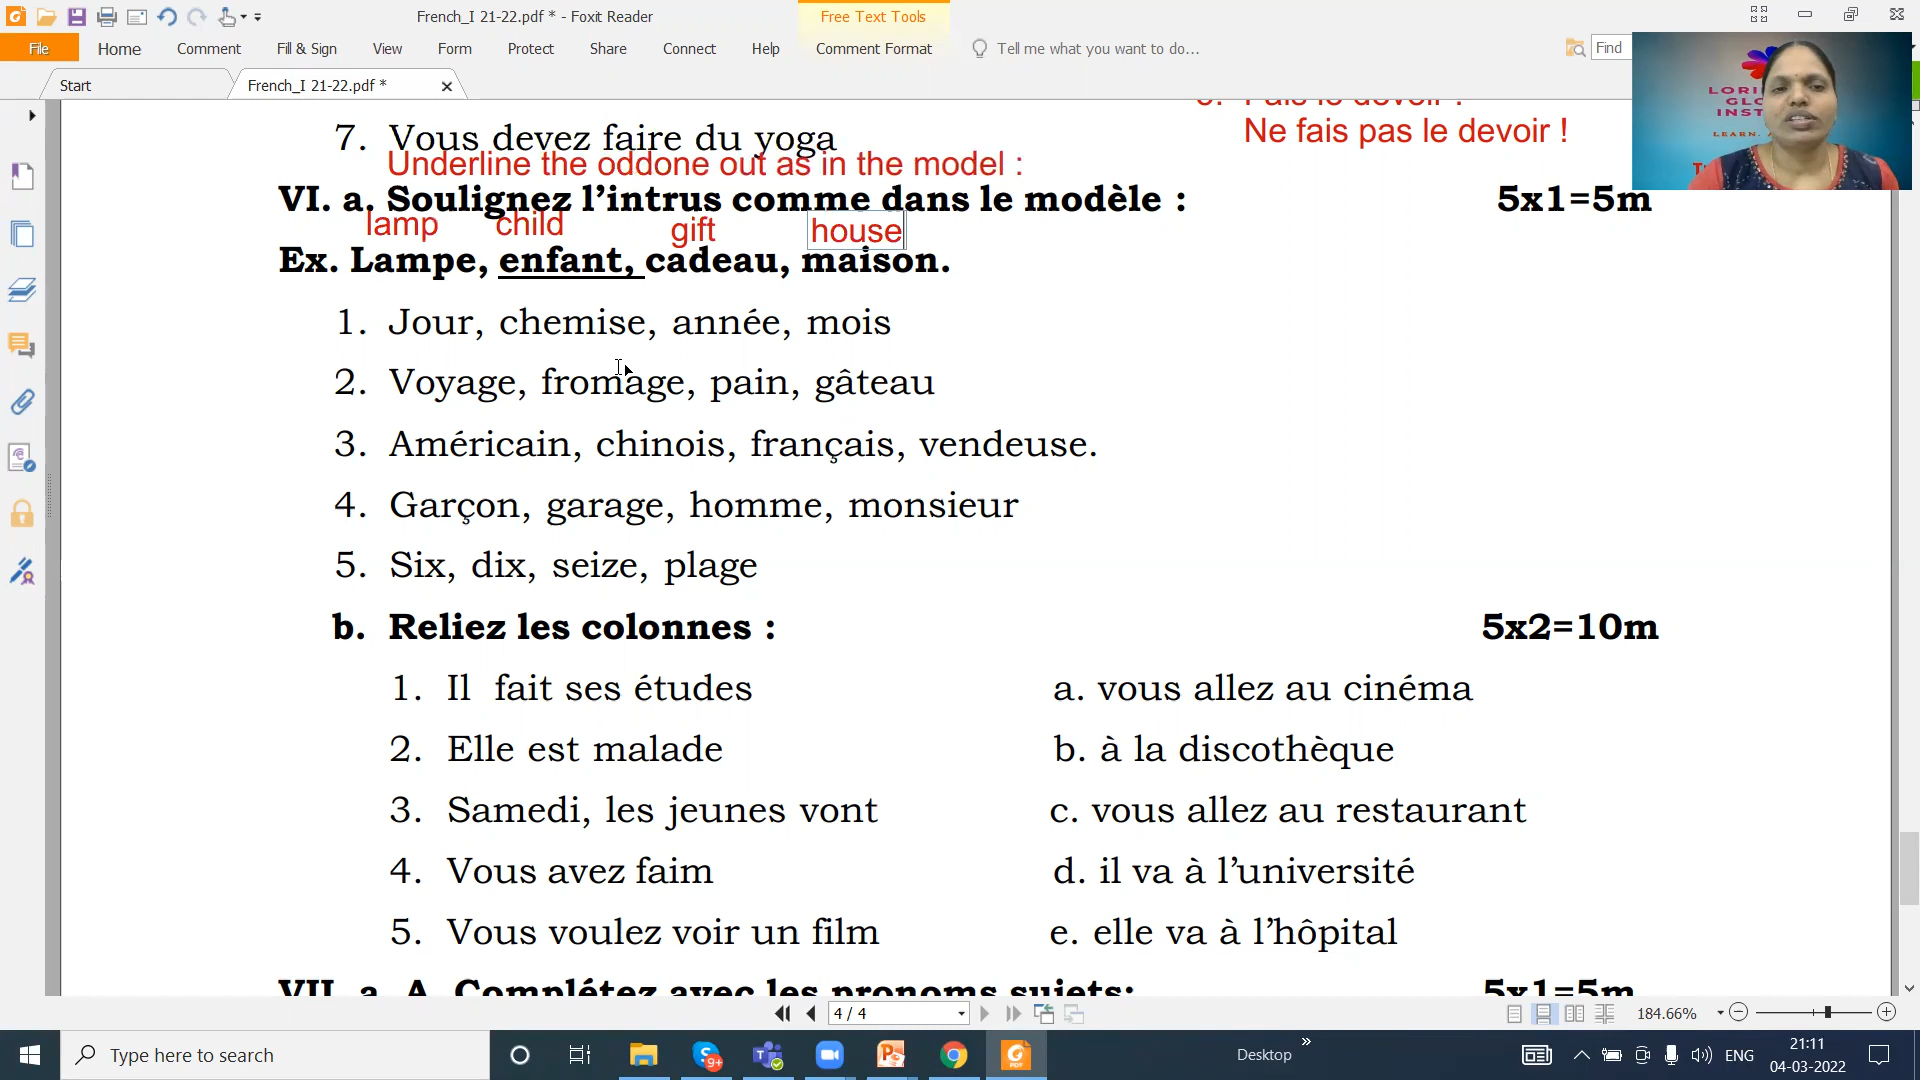 French_I 21-22.pdf * - Foxit Reader
Free Text Tools
File Home Comment Fill & Sign View Form Protect Share Connect Help Comment Format Tell me what you want to do... Find
Start French_I 21-22.pdf *
7. Vous devez faire du yoga
Ne fais pas le devoir !
Underline the oddone out as in the model :
VI. a. Soulignez l’intrus comme dans le modèle : 5x1=5m
lamp child gift house
Ex. Lampe, enfant, cadeau, maison.
1. Jour, chemise, année, mois
2. Voyage, fromage, pain, gâteau
3. Américain, chinois, français, vendeuse.
4. Garçon, garage, homme, monsieur
5. Six, dix, seize, plage
b. Reliez les colonnes : 5x2=10m
1. Il fait ses études a. vous allez au cinéma
2. Elle est malade b. à la discothèque
3. Samedi, les jeunes vont c. vous allez au restaurant
4. Vous avez faim d. il va à l’université
5. Vous voulez voir un film e. elle va à l’hôpital
VII. a. A. Complétez avec les pronoms sujets: 5x1=5m
4 / 4 184.66%
Type here to search
9+
Desktop
ENG
21:11
04-03-2022